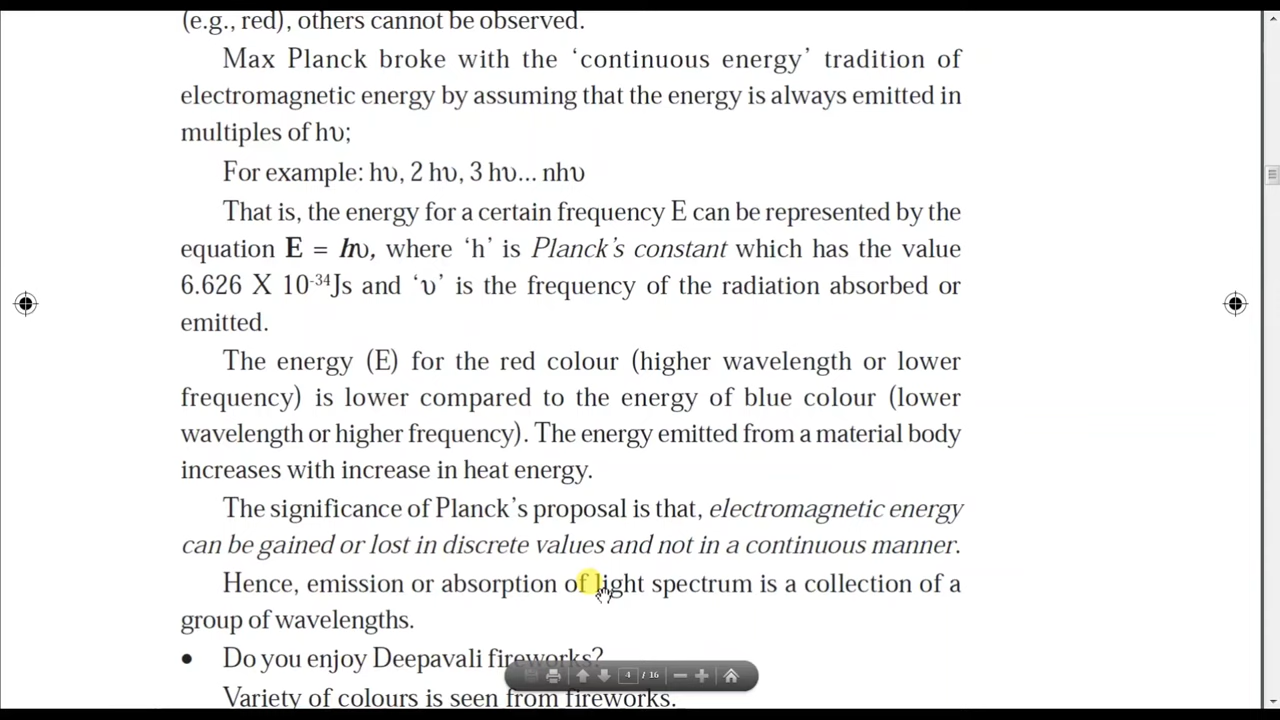 (e.g., red), others cannot be observed.
Max Planck broke with the ‘continuous energy’ tradition of
electromagnetic energy by assuming that the energy is always emitted in
multiples of hυ;
For example: hυ, 2 hυ, 3 hυ... nhυ
That is, the energy for a certain frequency E can be represented by the
equation E = hυ, where ‘h’ is Planck’s constant which has the value
6.626 X 10-34Js and ‘υ’ is the frequency of the radiation absorbed or
emitted.
The energy (E) for the red colour (higher wavelength or lower
frequency) is lower compared to the energy of blue colour (lower
wavelength or higher frequency). The energy emitted from a material body
increases with increase in heat energy.
The significance of Planck’s proposal is that, electromagnetic energy
can be gained or lost in discrete values and not in a continuous manner.
Hence, emission or absorption of light spectrum is a collection of a
group of wavelengths.
• Do you enjoy Deepavali fireworks?
4 / 16
Variety of colours is seen from fireworks.